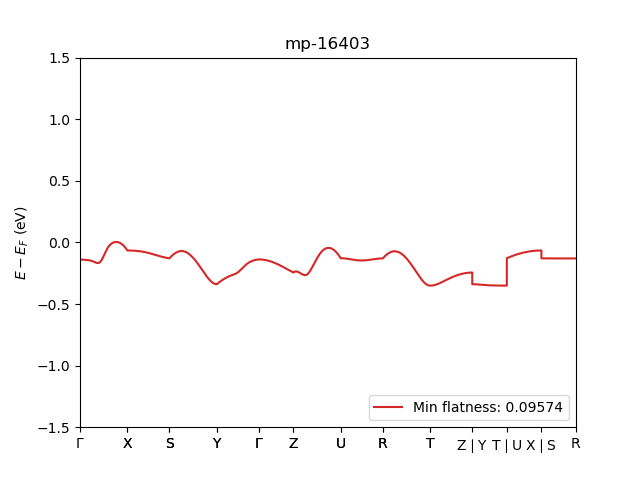 mp-16403
E − E_F (eV)
1.5
1.0
0.5
0.0
−0.5
−1.0
−1.5
Min flatness: 0.09574
Γ X S Y Γ Z U R T Z | Y T | U X | S R